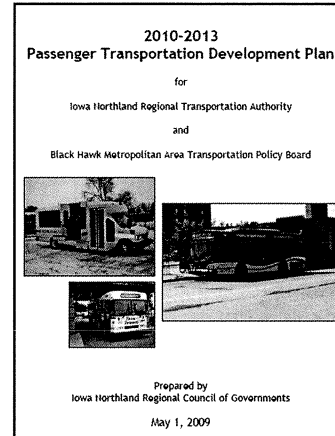 2010-2013
Passenger Transportation Development Plan
for
Iowa Northland Regional Transportation Authority
and
Black Hawk Metropolitan Area Transportation Policy Board
Prepared by
Iowa Northland Regional Council of Governments
May 1, 2009